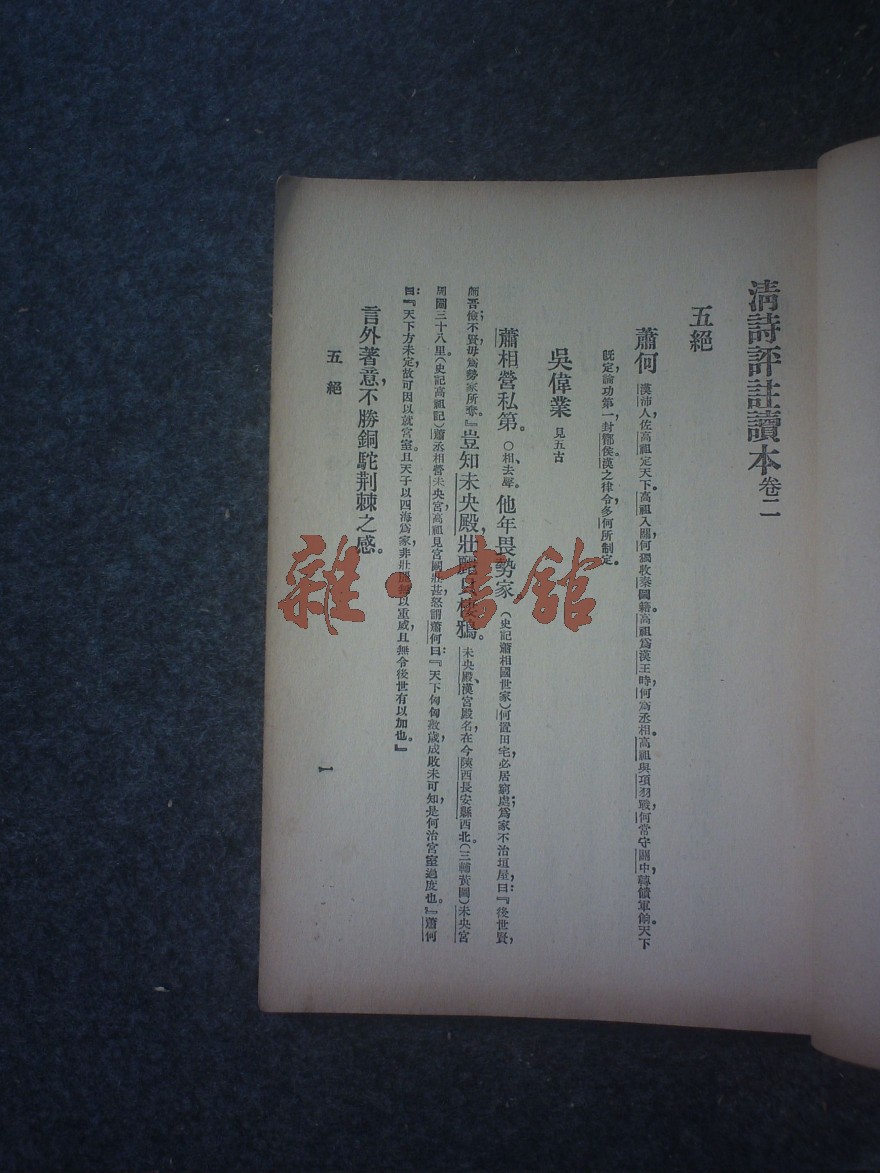 清詩評註讀本卷二
五絕
蕭何 漢沛人，佐高祖定天下。高祖入關，何獨收秦圖籍。高祖爲漢王時，何爲丞相。高祖與項羽戰，何常守關中，轉饋軍餉。天下
既定，論功第一，封酇侯。漢之律令，多何所制定。
吳偉業 見五古
蕭相營私第。○相、去聲。他年畏勢家（史記蕭相國世家）何置田宅，必居窮處，爲家不治垣屋，曰：『後世賢，
師吾儉；不賢，毋爲勢家所奪。』豈知未央殿，壯麗只棲鴉。未央殿、漢宮殿名，在今陝西長安縣西北。（三輔黃圖）未央宮
周圍二十八里。（史記高祖記）蕭丞相營未央宮，高祖見宮闕壯甚，怒謂蕭何曰：『天下匈匈數歲，成敗未可知，是何治宮室過度也。』蕭何
曰：『天下方未定，故可因以就宮室。且天子以四海爲家，非壯麗無以重威，且無令後世有以加也。』
言外著意，不勝銅駝荆棘之感。
五絕
1
雜·書館